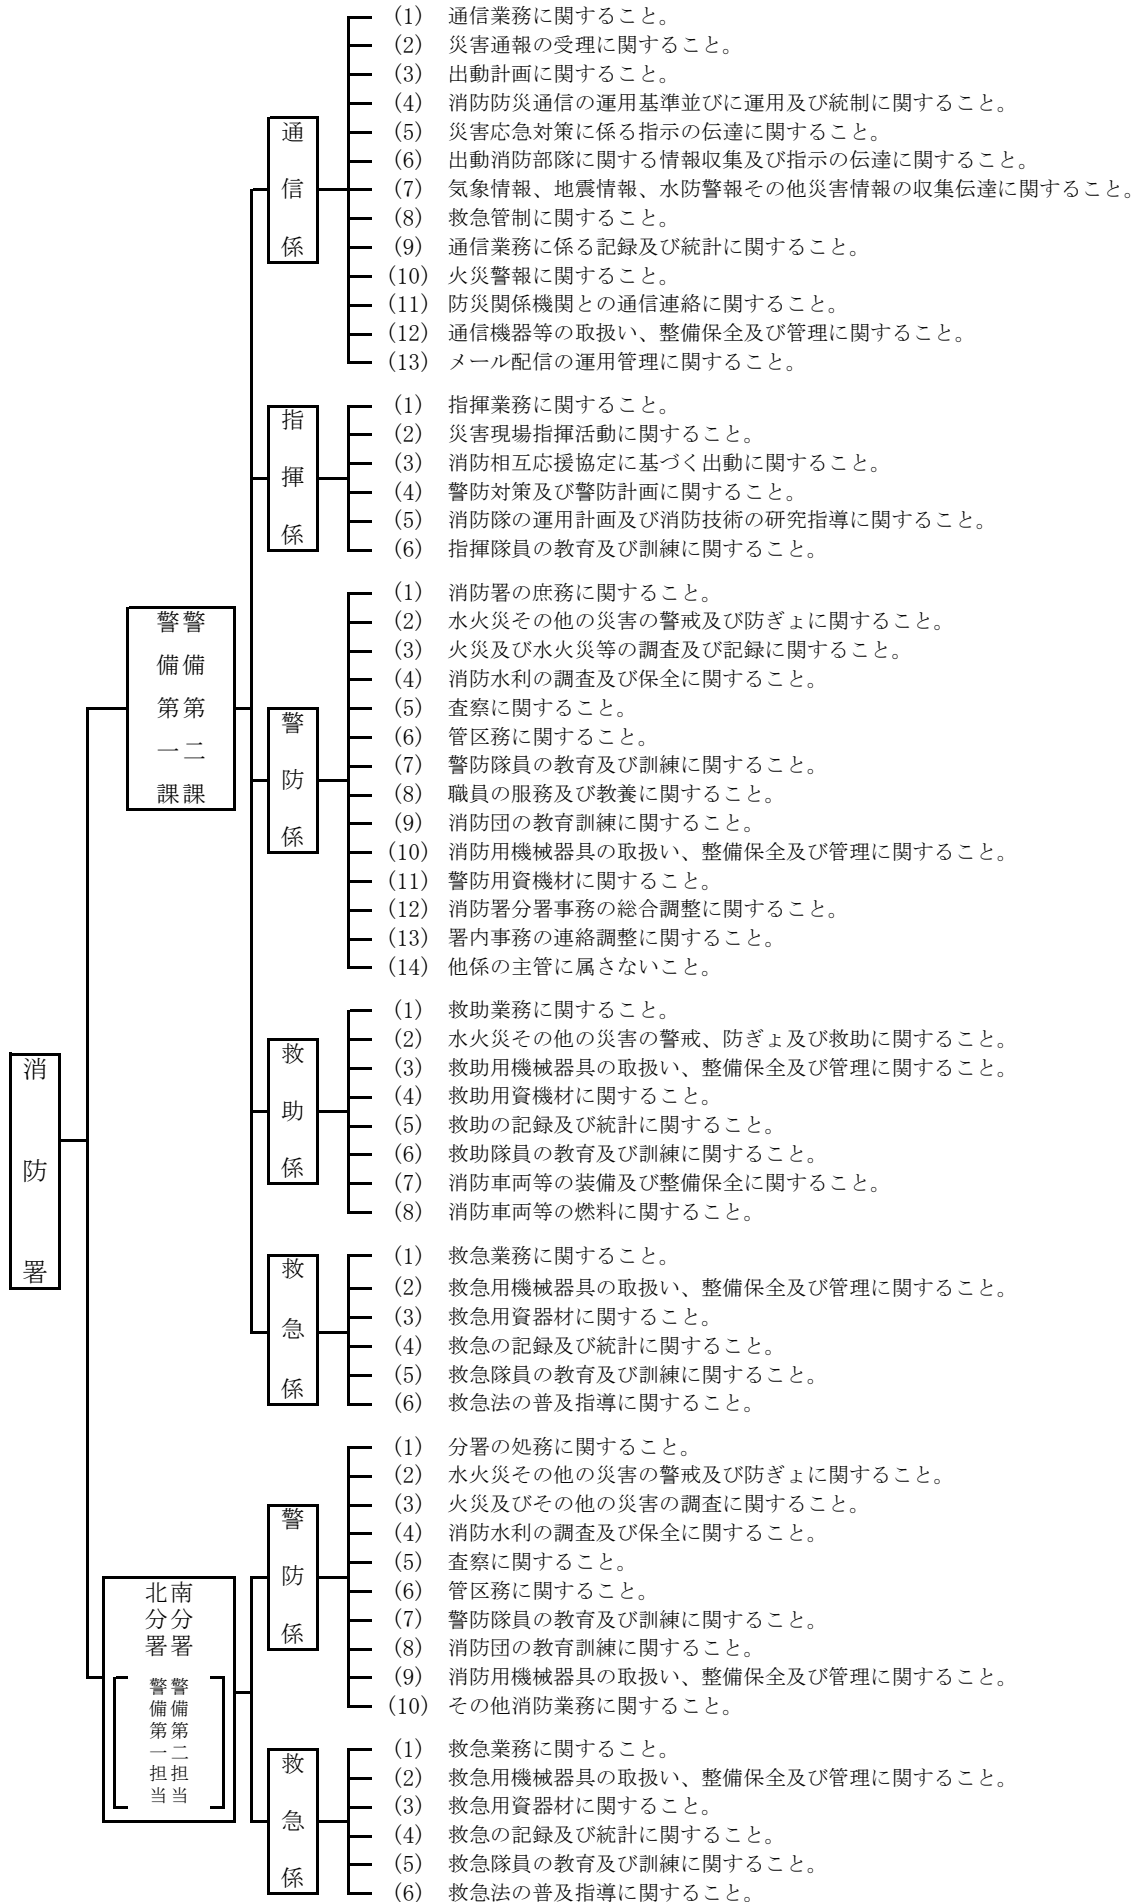 消防署
警備第一課
警備第二課
通信係
(1) 通信業務に関すること。
(2) 災害通報の受理に関すること。
(3) 出動計画に関すること。
(4) 消防防災通信の運用基準並びに運用及び統制に関すること。
(5) 災害応急対策に係る指示の伝達に関すること。
(6) 出動消防部隊に関する情報収集及び指示の伝達に関すること。
(7) 気象情報、地震情報、水防警報その他災害情報の収集伝達に関すること。
(8) 救急管制に関すること。
(9) 通信業務に係る記録及び統計に関すること。
(10) 火災警報に関すること。
(11) 防災関係機関との通信連絡に関すること。
(12) 通信機器等の取扱い、整備保全及び管理に関すること。
(13) メール配信の運用管理に関すること。
指揮係
(1) 指揮業務に関すること。
(2) 災害現場指揮活動に関すること。
(3) 消防相互応援協定に基づく出動に関すること。
(4) 警防対策及び警防計画に関すること。
(5) 消防隊の運用計画及び消防技術の研究指導に関すること。
(6) 指揮隊員の教育及び訓練に関すること。
警防係
(1) 消防署の庶務に関すること。
(2) 水火災その他の災害の警戒及び防ぎょに関すること。
(3) 火災及び水火災等の調査及び記録に関すること。
(4) 消防水利の調査及び保全に関すること。
(5) 査察に関すること。
(6) 管区務に関すること。
(7) 警防隊員の教育及び訓練に関すること。
(8) 職員の服務及び教養に関すること。
(9) 消防団の教育訓練に関すること。
(10) 消防用機械器具の取扱い、整備保全及び管理に関すること。
(11) 警防用資機材に関すること。
(12) 消防署分署事務の総合調整に関すること。
(13) 署内事務の連絡調整に関すること。
(14) 他係の主管に属さないこと。
救助係
(1) 救助業務に関すること。
(2) 水火災その他の災害の警戒、防ぎょ及び救助に関すること。
(3) 救助用機械器具の取扱い、整備保全及び管理に関すること。
(4) 救助用資機材に関すること。
(5) 救助の記録及び統計に関すること。
(6) 救助隊員の教育及び訓練に関すること。
(7) 消防車両等の装備及び整備保全に関すること。
(8) 消防車両等の燃料に関すること。
救急係
(1) 救急業務に関すること。
(2) 救急用機械器具の取扱い、整備保全及び管理に関すること。
(3) 救急用資器材に関すること。
(4) 救急の記録及び統計に関すること。
(5) 救急隊員の教育及び訓練に関すること。
(6) 救急法の普及指導に関すること。
北分署
南分署
警備第一担当
警備第二担当
警防係
(1) 分署の処務に関すること。
(2) 水火災その他の災害の警戒及び防ぎょに関すること。
(3) 火災及びその他の災害の調査に関すること。
(4) 消防水利の調査及び保全に関すること。
(5) 査察に関すること。
(6) 管区務に関すること。
(7) 警防隊員の教育及び訓練に関すること。
(8) 消防団の教育訓練に関すること。
(9) 消防用機械器具の取扱い、整備保全及び管理に関すること。
(10) その他消防業務に関すること。
救急係
(1) 救急業務に関すること。
(2) 救急用機械器具の取扱い、整備保全及び管理に関すること。
(3) 救急用資器材に関すること。
(4) 救急の記録及び統計に関すること。
(5) 救急隊員の教育及び訓練に関すること。
(6) 救急法の普及指導に関すること。